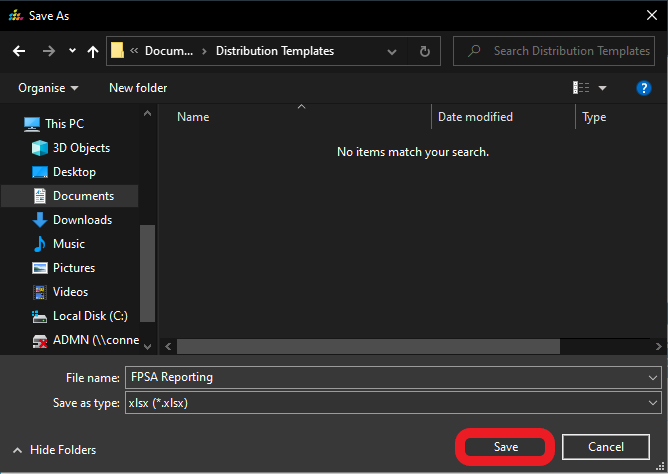 Save As
Docum... Distribution Templates
Search Distribution Templates
Organise New folder
Name Date modified Type
No items match your search.
This PC
3D Objects
Desktop
Documents
Downloads
Music
Pictures
Videos
Local Disk (C:)
ADMN (\\conne
File name: FPSA Reporting
Save as type: xlsx (*.xlsx)
Hide Folders Save Cancel